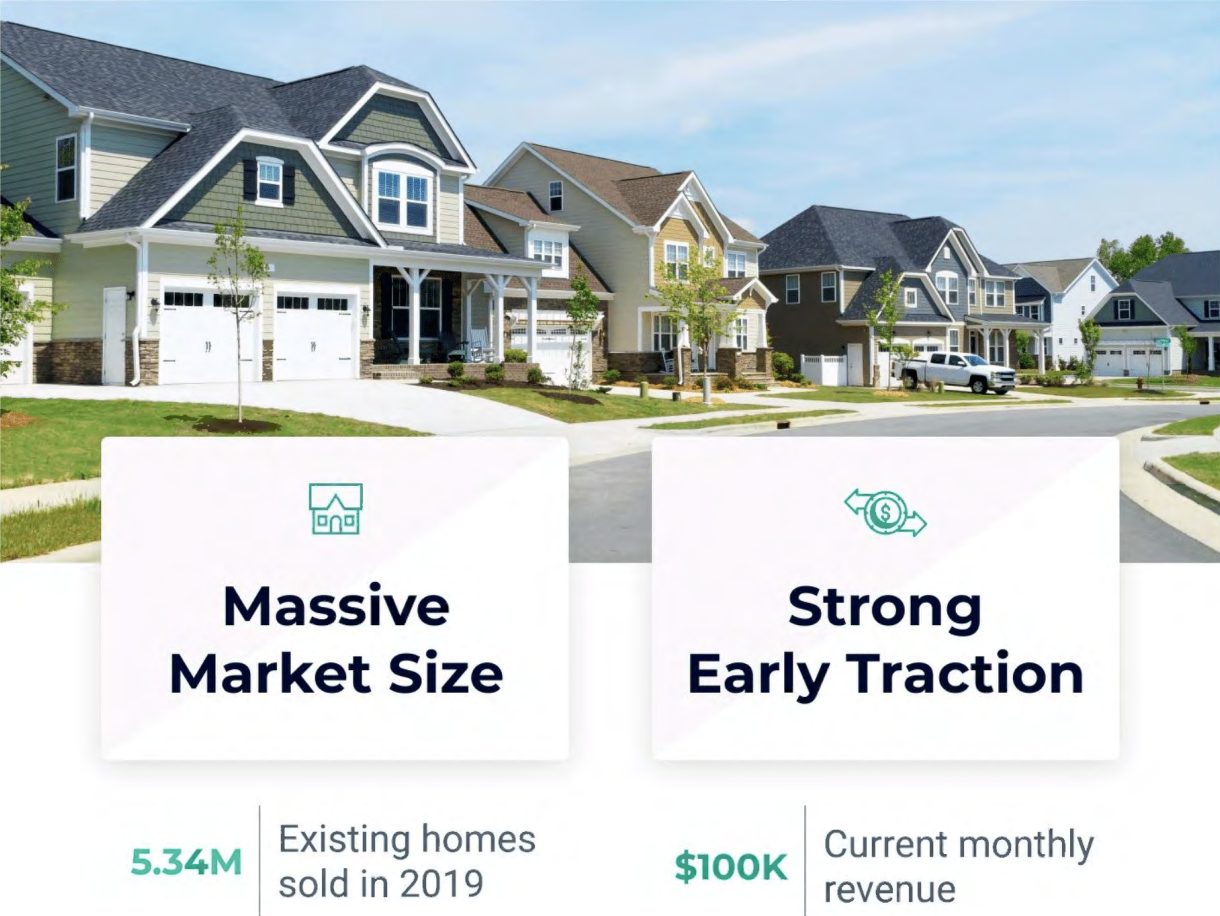 Massive
Market Size
Strong
Early Traction
5.34M
Existing homes
sold in 2019
$100K
Current monthly
revenue